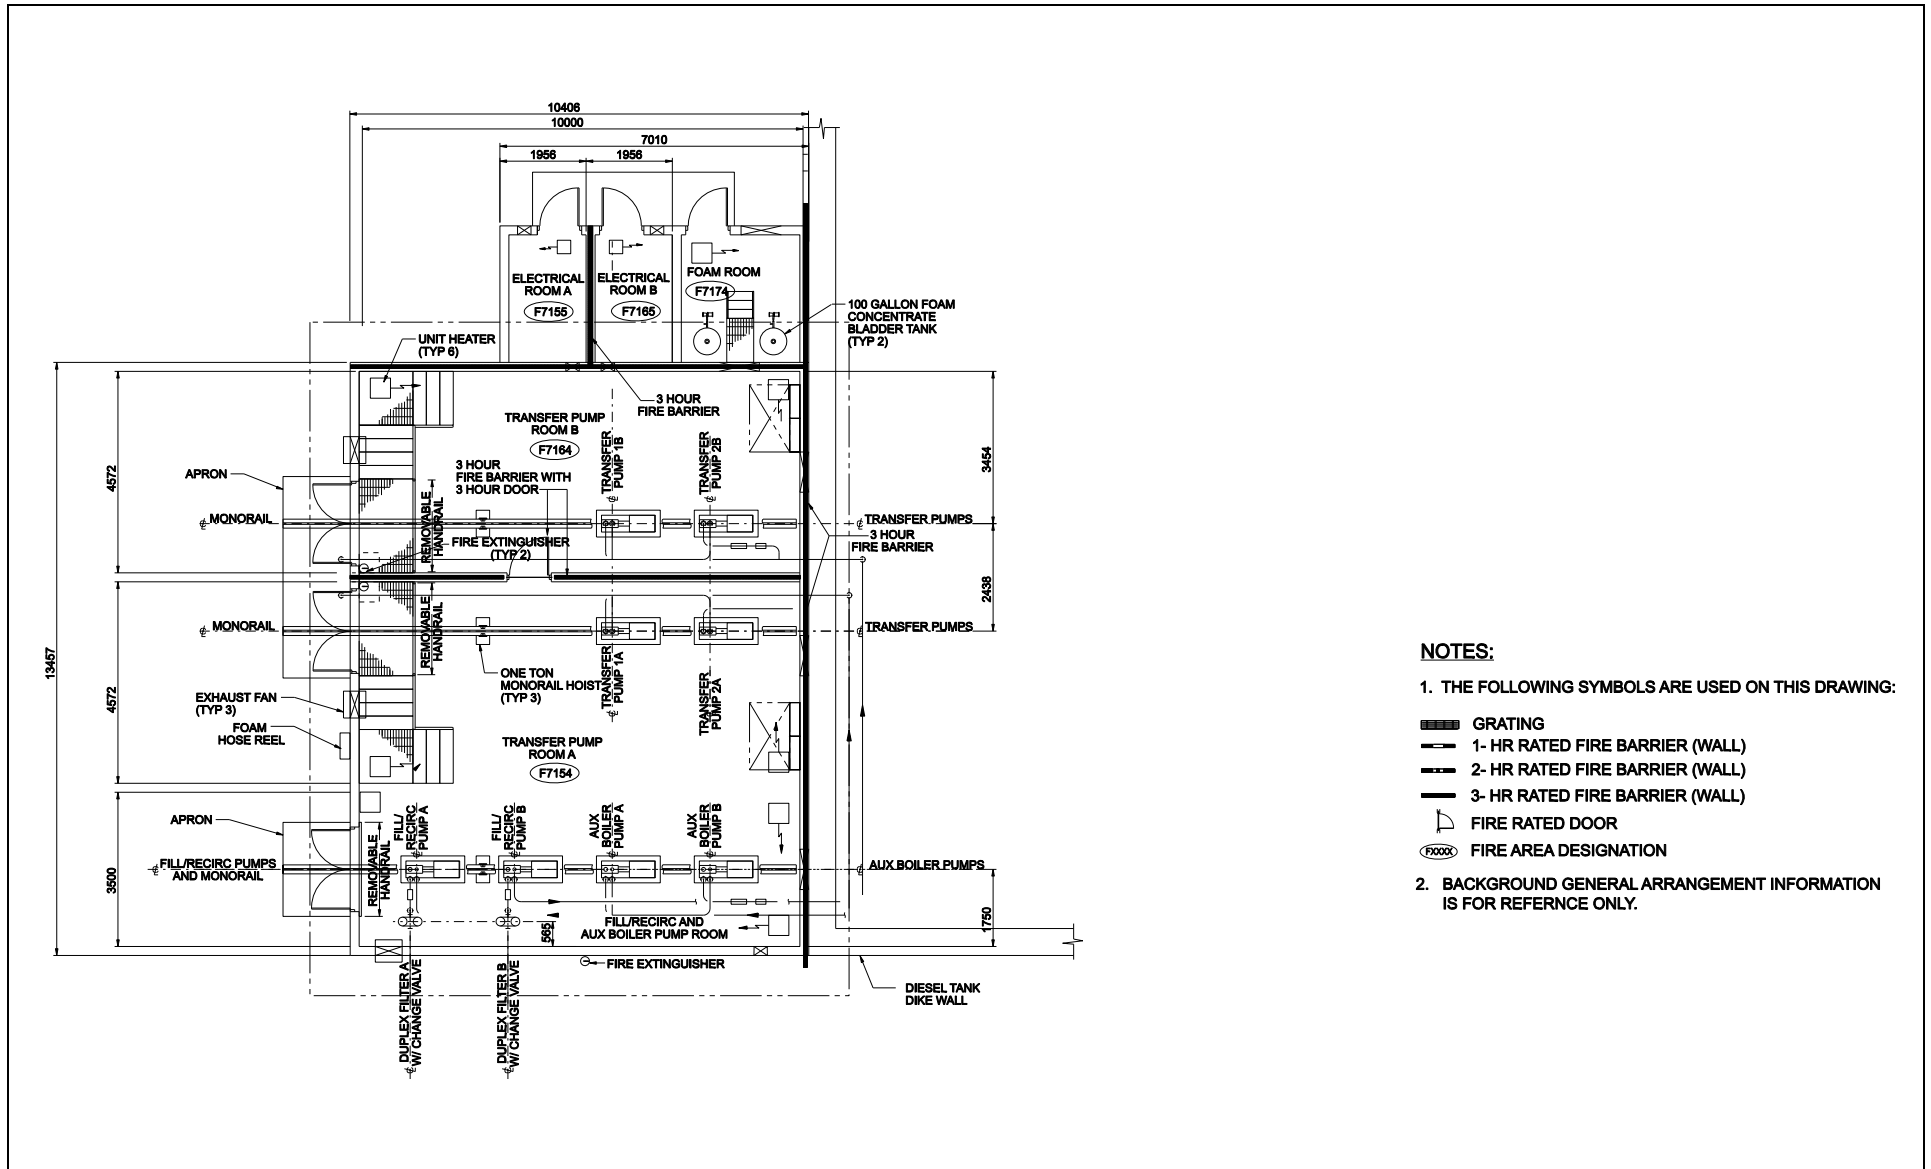 10406
10000
7010
1956
1956
ELECTRICAL
ROOM A
F7155
ELECTRICAL
ROOM B
F7165
FOAM ROOM
F7174
100 GALLON FOAM
CONCENTRATE
BLADDER TANK
(TYP 2)
UNIT HEATER
(TYP 6)
3 HOUR
FIRE BARRIER
TRANSFER PUMP
ROOM B
F7164
TRANSFER
PUMP 1B
TRANSFER
PUMP 2B
3 HOUR
FIRE BARRIER WITH
3 HOUR DOOR
APRON
4572
3454
REMOVABLE
HANDRAIL
MONORAIL
TRANSFER PUMPS
3 HOUR
FIRE BARRIER
FIRE EXTINGUISHER
(TYP 2)
2438
REMOVABLE
HANDRAIL
MONORAIL
TRANSFER PUMPS
13457
4572
ONE TON
MONORAIL HOIST
(TYP 3)
TRANSFER
PUMP 1A
TRANSFER
PUMP 2A
EXHAUST FAN
(TYP 3)
FOAM
HOSE REEL
TRANSFER PUMP
ROOM A
F7154
APRON
FILL/
RECIRC
PUMP A
FILL/
RECIRC
PUMP B
AUX
BOILER
PUMP A
AUX
BOILER
PUMP B
REMOVABLE
HANDRAIL
FILL/RECIRC PUMPS
AND MONORAIL
AUX BOILER PUMPS
3500
1750
565
FILL/RECIRC AND
AUX BOILER PUMP ROOM
FIRE EXTINGUISHER
DUPLEX FILTER A
W/ CHANGE VALVE
DUPLEX FILTER B
W/ CHANGE VALVE
DIESEL TANK
DIKE WALL
NOTES:
1. THE FOLLOWING SYMBOLS ARE USED ON THIS DRAWING:
GRATING
1- HR RATED FIRE BARRIER (WALL)
2- HR RATED FIRE BARRIER (WALL)
3- HR RATED FIRE BARRIER (WALL)
FIRE RATED DOOR
FXXXX FIRE AREA DESIGNATION
2. BACKGROUND GENERAL ARRANGEMENT INFORMATION
IS FOR REFERNCE ONLY.